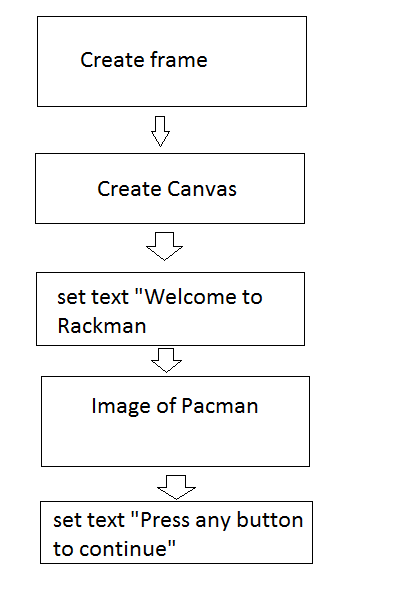 Create frame
Create Canvas
set text "Welcome to
Rackman
Image of Pacman
set text "Press any button
to continue"